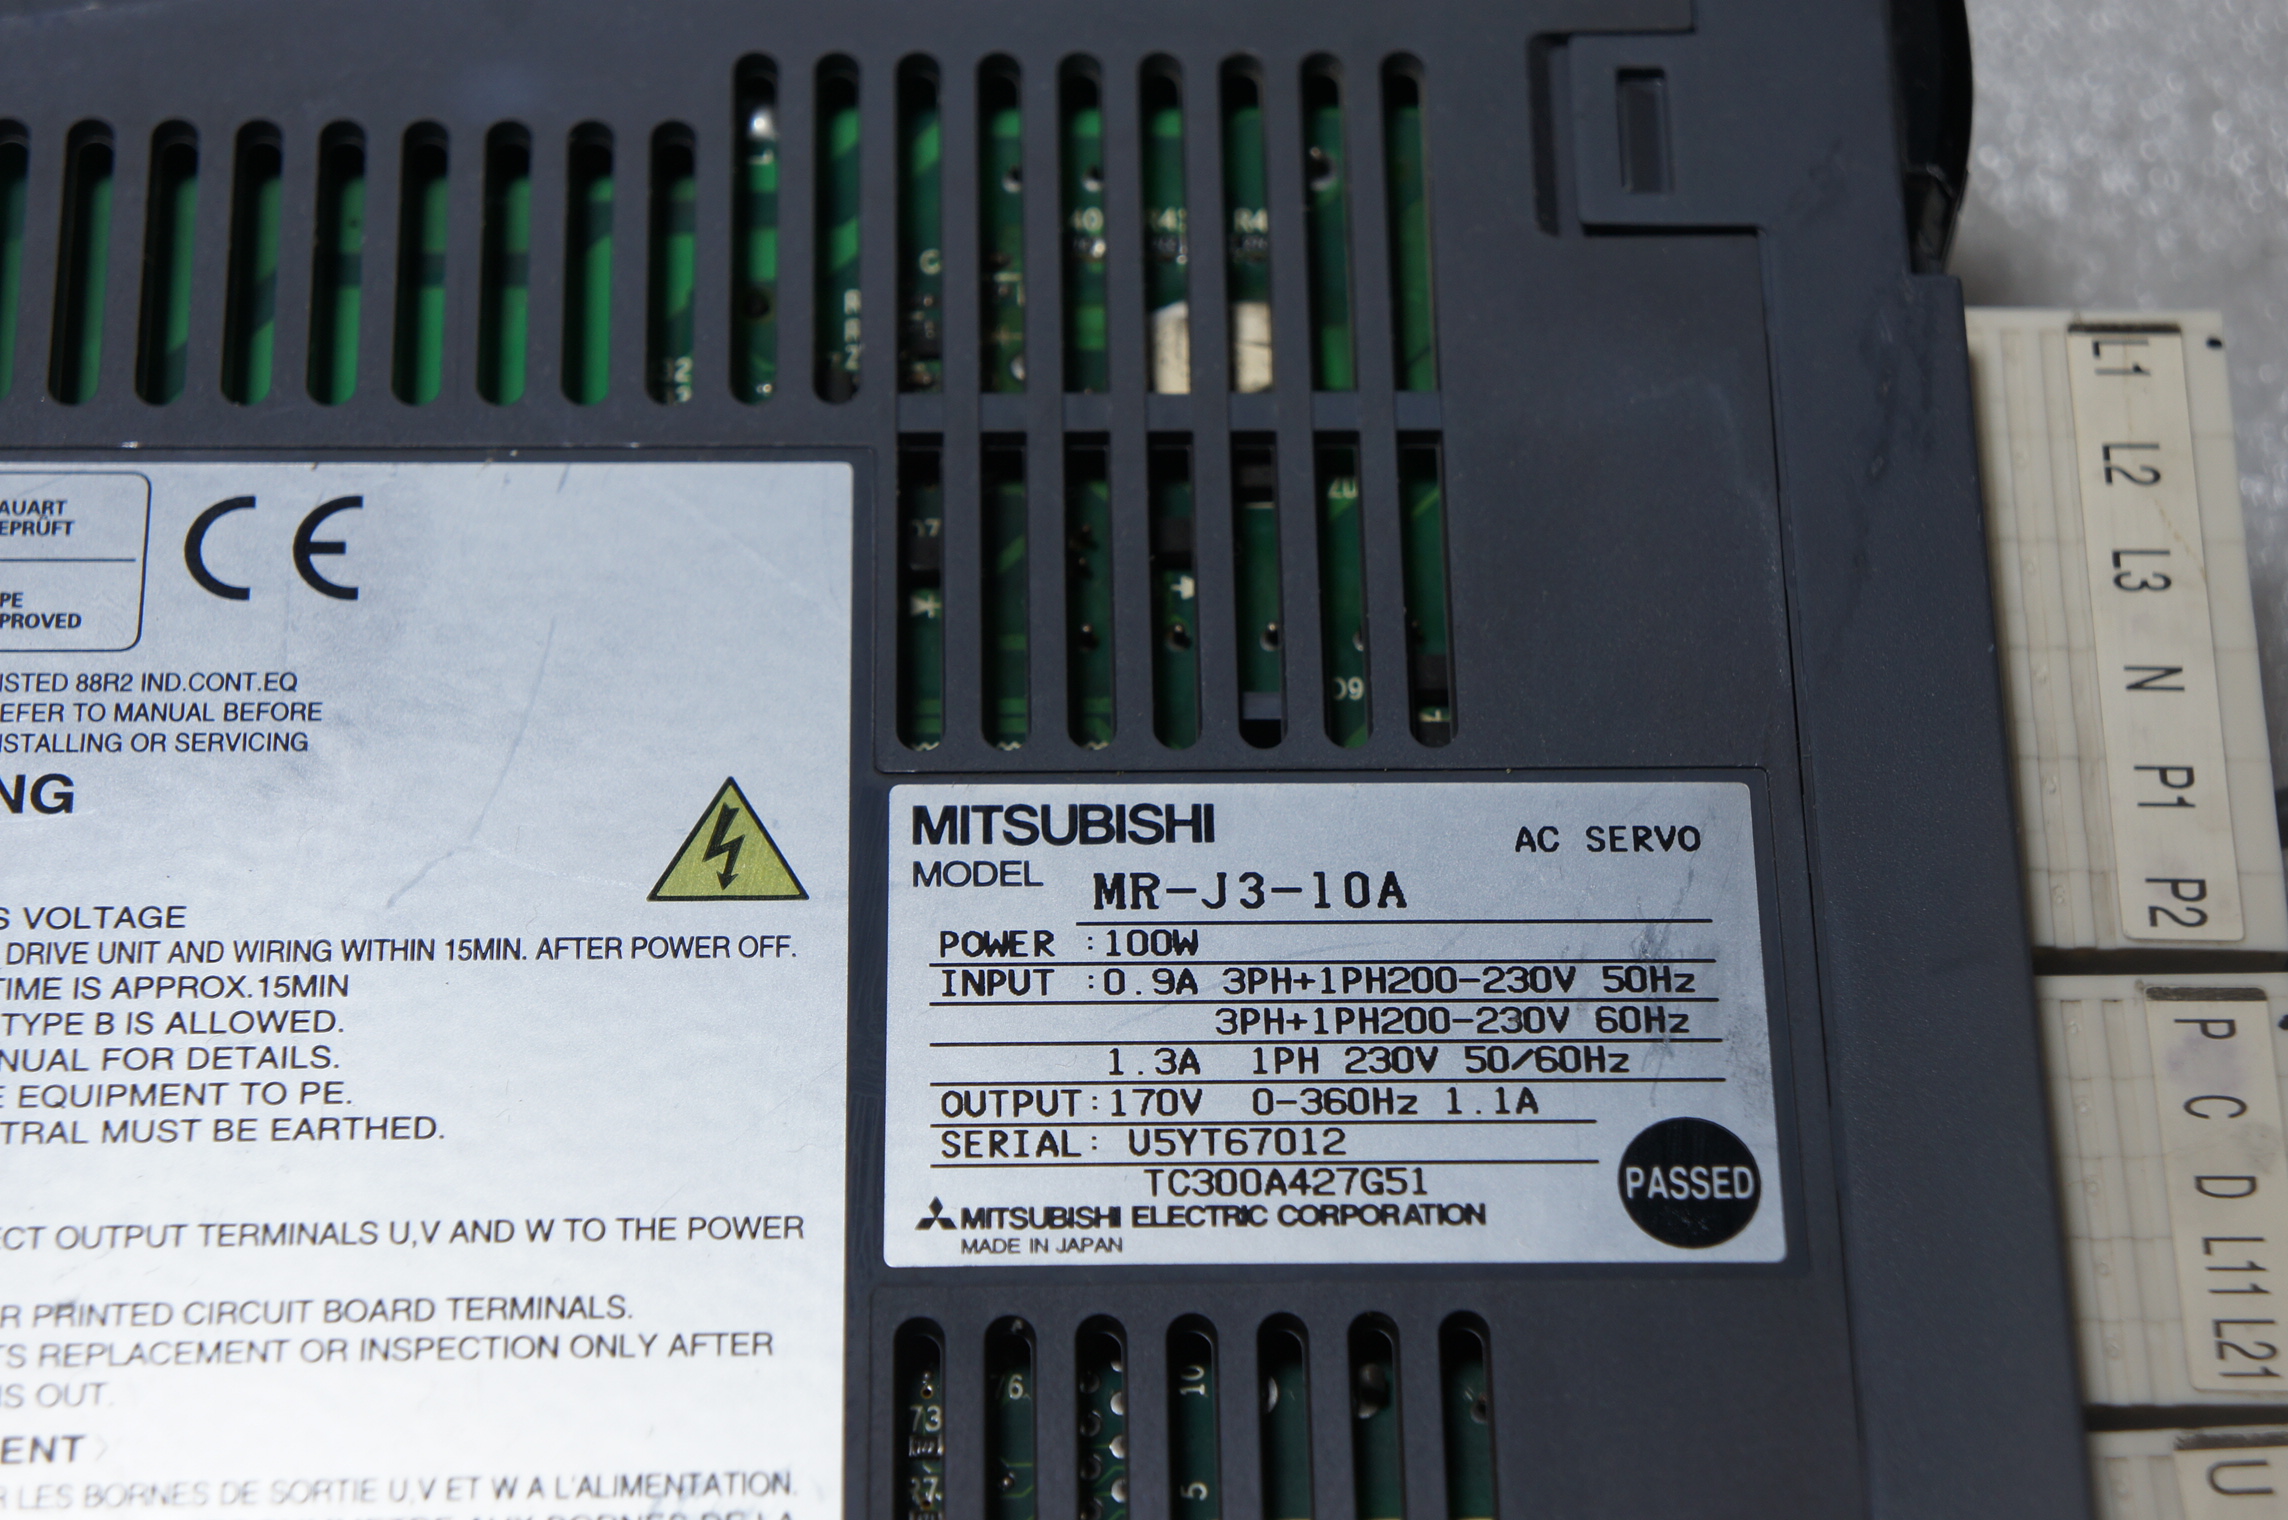 AUART
EPRÜFT
PE
PROVED
CE
ISTED 88R2 IND.CONT.EQ
EFER TO MANUAL BEFORE
NSTALLING OR SERVICING
NG
S VOLTAGE
DRIVE UNIT AND WIRING WITHIN 15MIN. AFTER POWER OFF.
TIME IS APPROX.15MIN
TYPE B IS ALLOWED.
NUAL FOR DETAILS.
E EQUIPMENT TO PE.
TRAL MUST BE EARTHED.
ECT OUTPUT TERMINALS U,V AND W TO THE POWER
R PRINTED CIRCUIT BOARD TERMINALS.
TS REPLACEMENT OR INSPECTION ONLY AFTER
IS OUT.
ENT
R LES BORNES DE SORTIE U,V ET W A L'ALIMENTATION.
MITSUBISHI AC SERVO
MODEL MR-J3-10A
POWER :100W
INPUT :0.9A 3PH+1PH200-230V 50Hz
3PH+1PH200-230V 60Hz
1.3A 1PH 230V 50/60Hz
OUTPUT:170V 0-360Hz 1.1A
SERIAL: U5YT67012
TC300A427G51
MITSUBISHI ELECTRIC CORPORATION
MADE IN JAPAN
PASSED
L1 L2 L3 N P1 P2
P C D L11 L21
U